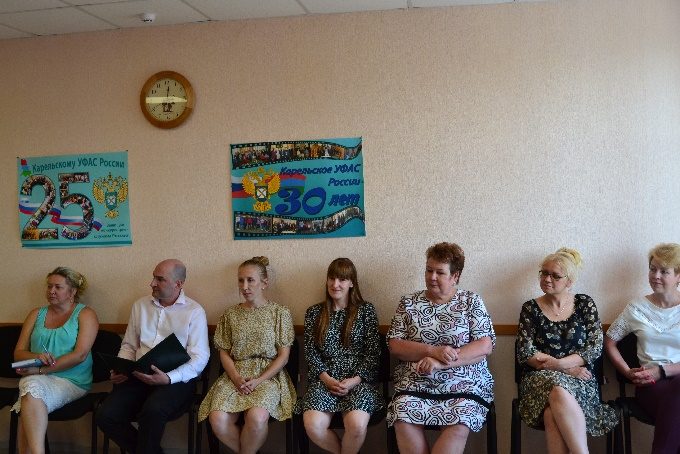 Карельскому УФАС России
25
Карельское УФАС
России
30 лет